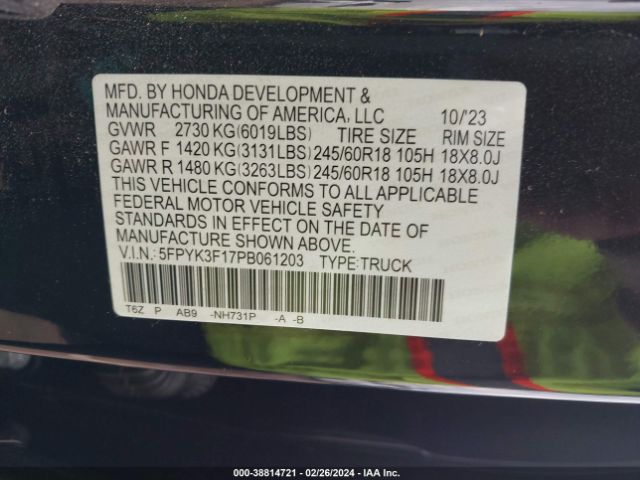 MFD. BY HONDA DEVELOPMENT &
MANUFACTURING OF AMERICA, LLC 10/'23
GVWR 2730 KG(6019LBS) TIRE SIZE RIM SIZE
GAWR F 1420 KG(3131LBS) 245/60R18 105H 18X8.0J
GAWR R 1480 KG(3263LBS) 245/60R18 105H 18X8.0J
THIS VEHICLE CONFORMS TO ALL APPLICABLE
FEDERAL MOTOR VEHICLE SAFETY
STANDARDS IN EFFECT ON THE DATE OF
MANUFACTURE SHOWN ABOVE.
V.I.N.: 5FPYK3F17PB061203 TYPE:TRUCK
T6Z P AB9 -NH731P -A -B
000-38814721 - 02/26/2024 - IAA Inc.